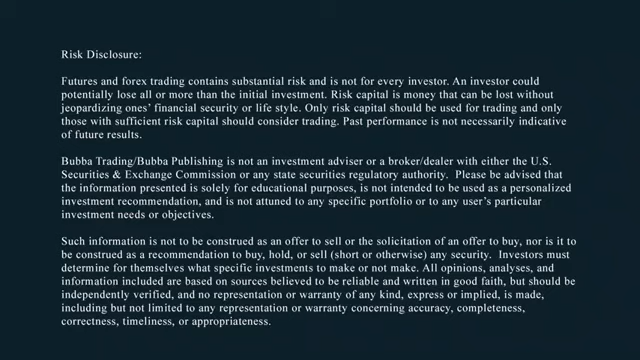 Risk Disclosure:
Futures and forex trading contains substantial risk and is not for every investor. An investor could
potentially lose all or more than the initial investment. Risk capital is money that can be lost without
jeopardizing ones' financial security or life style. Only risk capital should be used for trading and only
those with sufficient risk capital should consider trading. Past performance is not necessarily indicative
of future results.
Bubba Trading/Bubba Publishing is not an investment adviser or a broker/dealer with either the U.S.
Securities & Exchange Commission or any state securities regulatory authority. Please be advised that
the information presented is solely for educational purposes, is not intended to be used as a personalized
investment recommendation, and is not attuned to any specific portfolio or to any user's particular
investment needs or objectives.
Such information is not to be construed as an offer to sell or the solicitation of an offer to buy, nor is it to
be construed as a recommendation to buy, hold, or sell (short or otherwise) any security. Investors must
determine for themselves what specific investments to make or not make. All opinions, analyses, and
information included are based on sources believed to be reliable and written in good faith, but should be
independently verified, and no representation or warranty of any kind, express or implied, is made,
including but not limited to any representation or warranty concerning accuracy, completeness,
correctness, timeliness, or appropriateness.